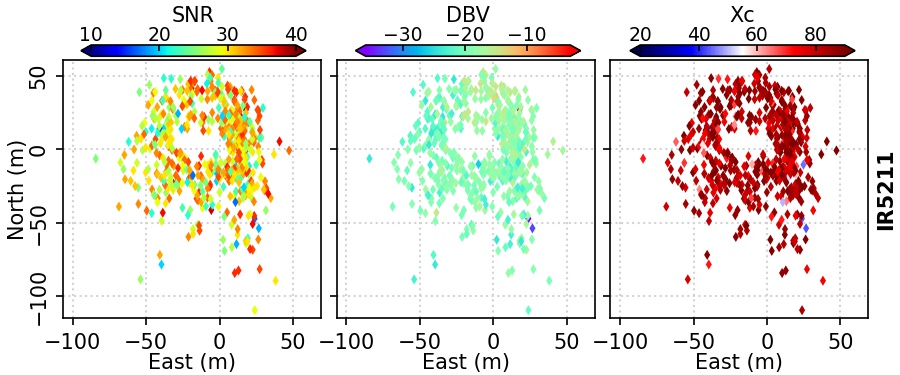 SNR
DBV
Xc
10 20 30 40
−30 −20 −10
20 40 60 80
50
0
−50
−100
North (m)
−100 −50 0 50
−100 −50 0 50
−100 −50 0 50
East (m)
East (m)
East (m)
IR5211